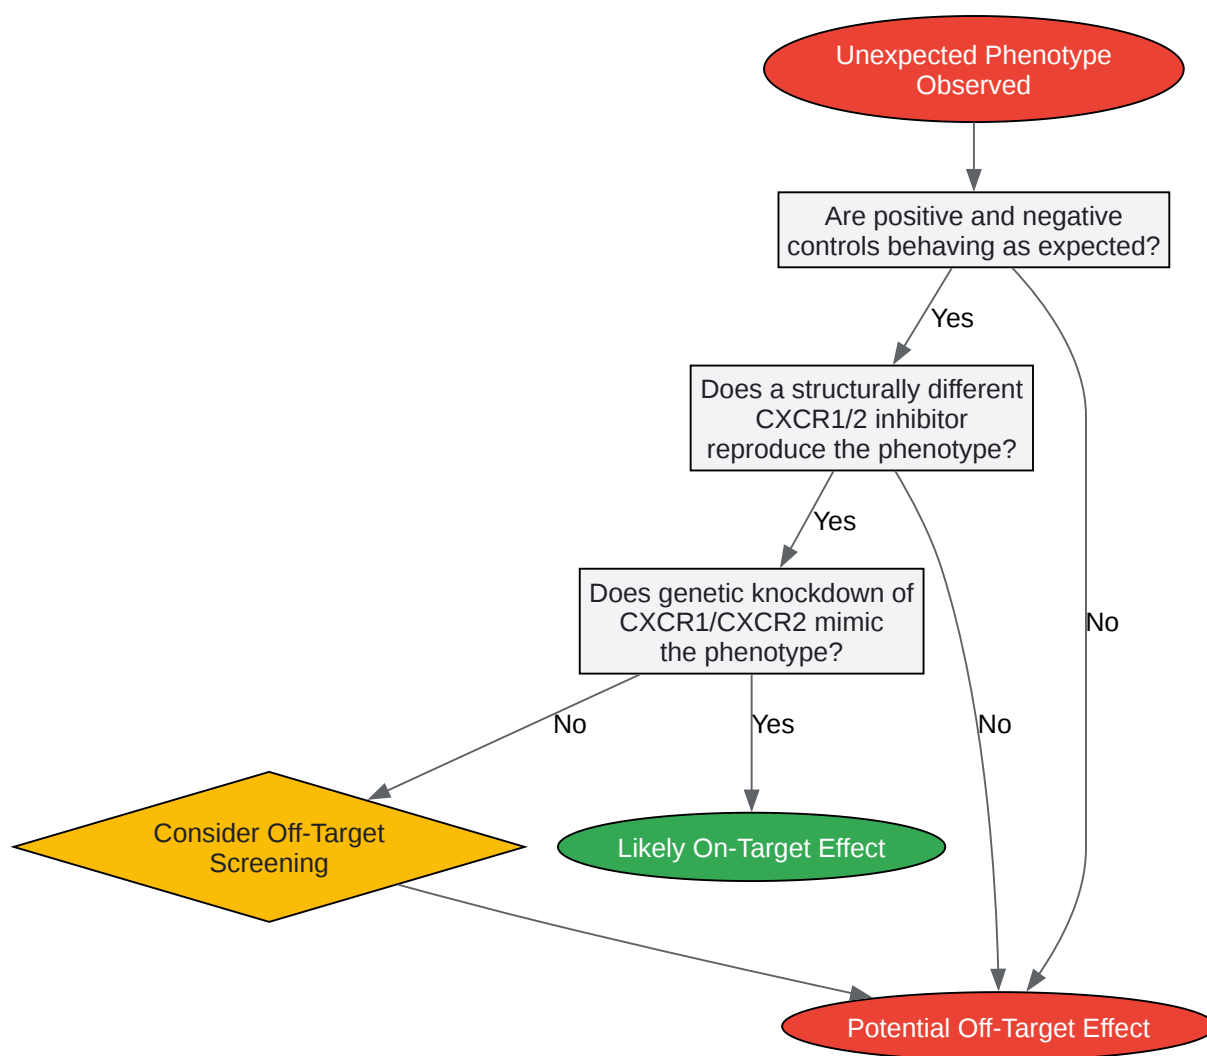 Unexpected Phenotype
Observed
Are positive and negative
controls behaving as expected?
Yes
Does a structurally different
CXCR1/2 inhibitor
reproduce the phenotype?
Yes
Does genetic knockdown of
CXCR1/CXCR2 mimic
the phenotype?
No
No
Yes
No
Consider Off-Target
Screening
Likely On-Target Effect
Potential Off-Target Effect